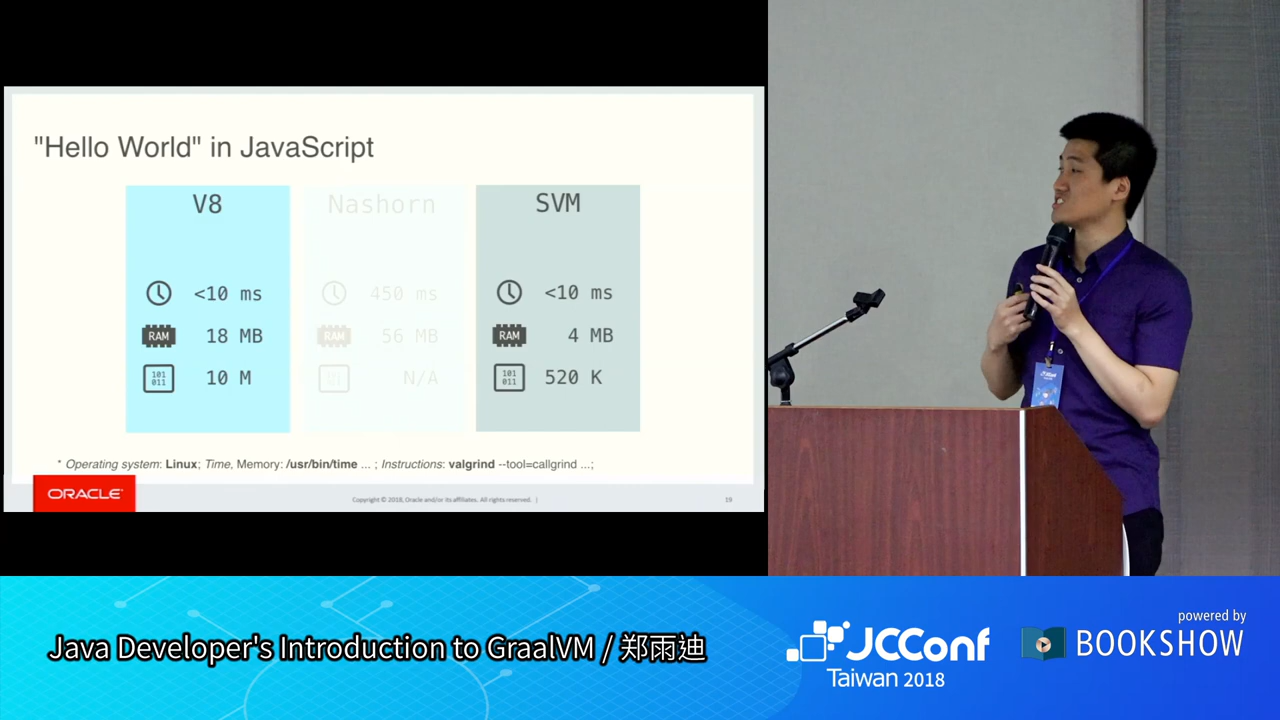 "Hello World" in JavaScript
V8
<10 ms
RAM 18 MB
101
011
10 M
Nashorn
450 ms
RAM 56 MB
N/A
SVM
<10 ms
RAM 4 MB
101
011
520 K
* Operating system: Linux; Time, Memory: /usr/bin/time ... ; Instructions: valgrind --tool=callgrind ...;
ORACLE
Copyright © 2018, Oracle and/or its affiliates. All rights reserved. |
19
Java Developer's Introduction to GraalVM / 郑雨迪
JCConf
Taiwan 2018
powered by
BOOKSHOW